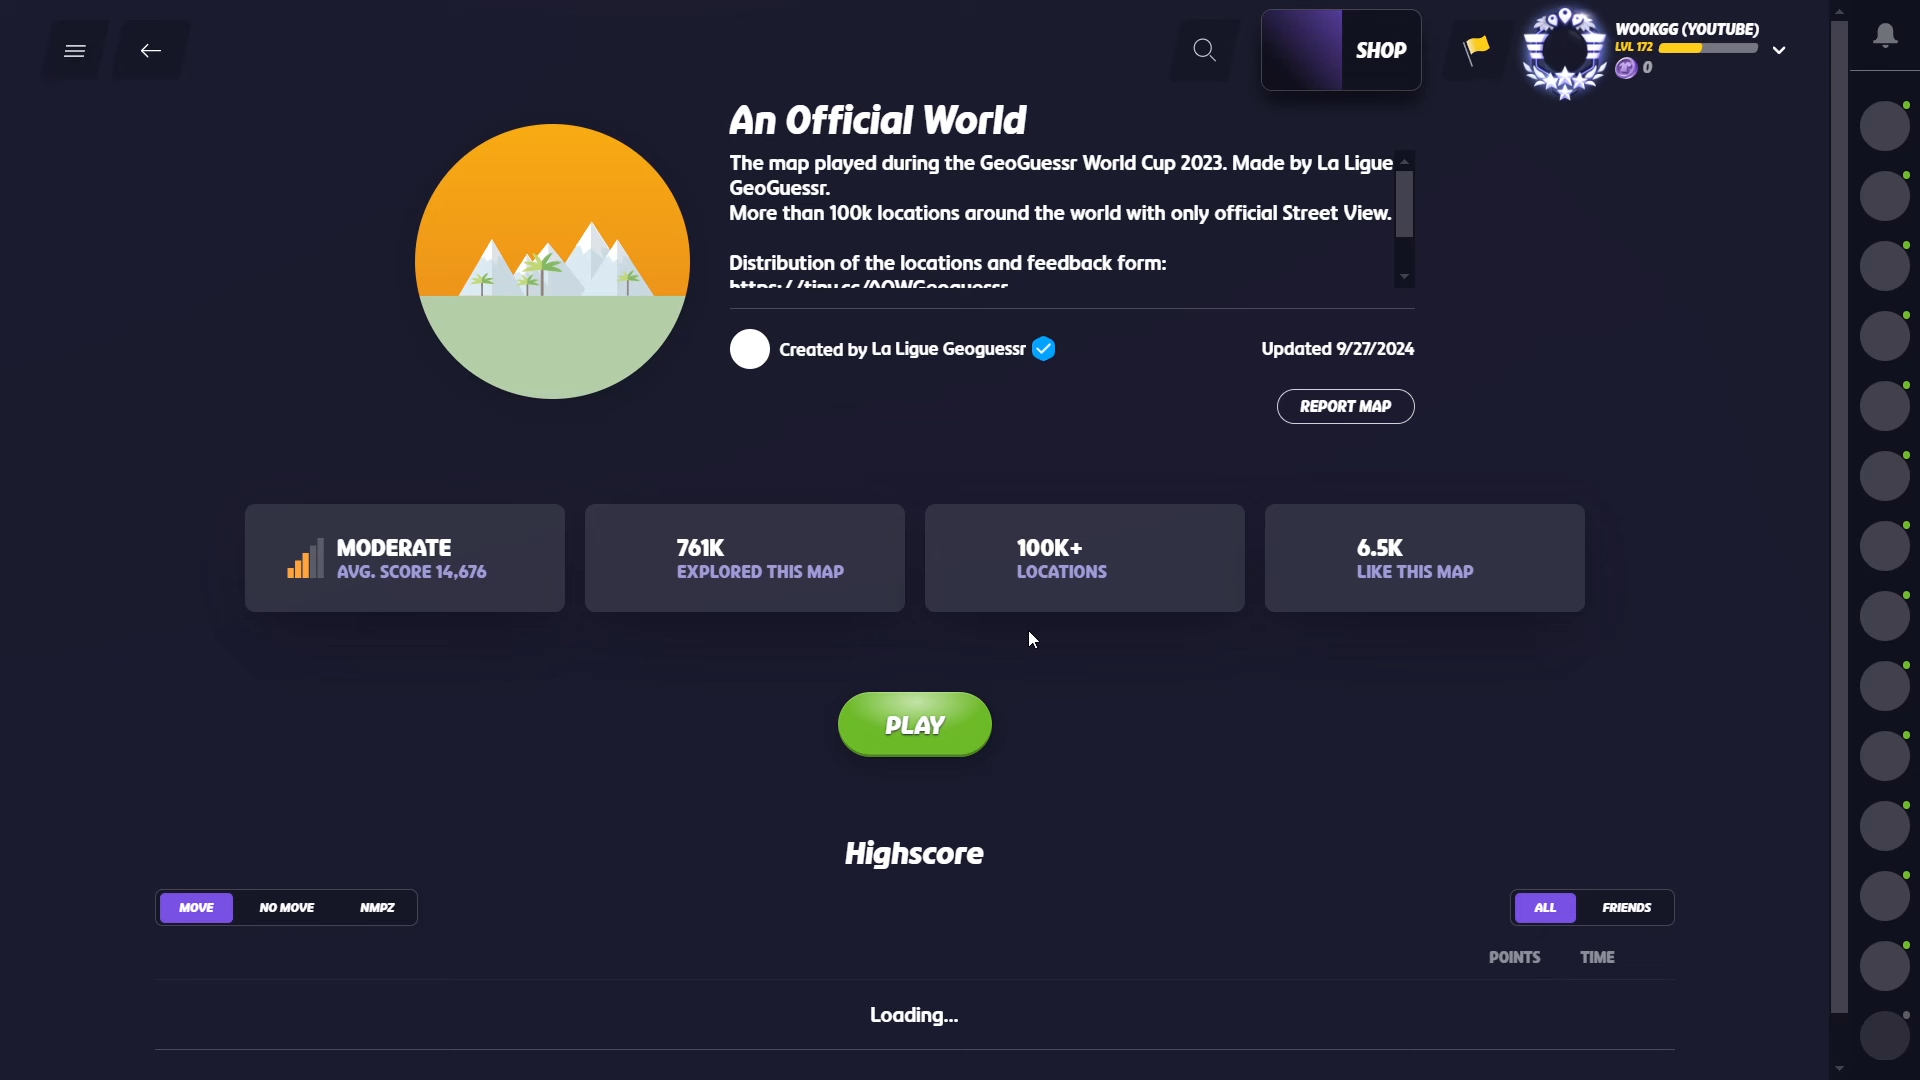 SHOP
WOOKGG (YOUTUBE)
LVL 172
0
An Official World
The map played during the GeoGuessr World Cup 2023. Made by La Ligue
GeoGuessr.
More than 100k locations around the world with only official Street View.
Distribution of the locations and feedback form:
https://tiny.cc/AOWGeoguessr
Created by La Ligue Geoguessr
Updated 9/27/2024
REPORT MAP
MODERATE
AVG. SCORE 14,676
761K
EXPLORED THIS MAP
100K+
LOCATIONS
6.5K
LIKE THIS MAP
PLAY
Highscore
MOVE
NO MOVE
NMPZ
ALL
FRIENDS
POINTS
TIME
Loading...